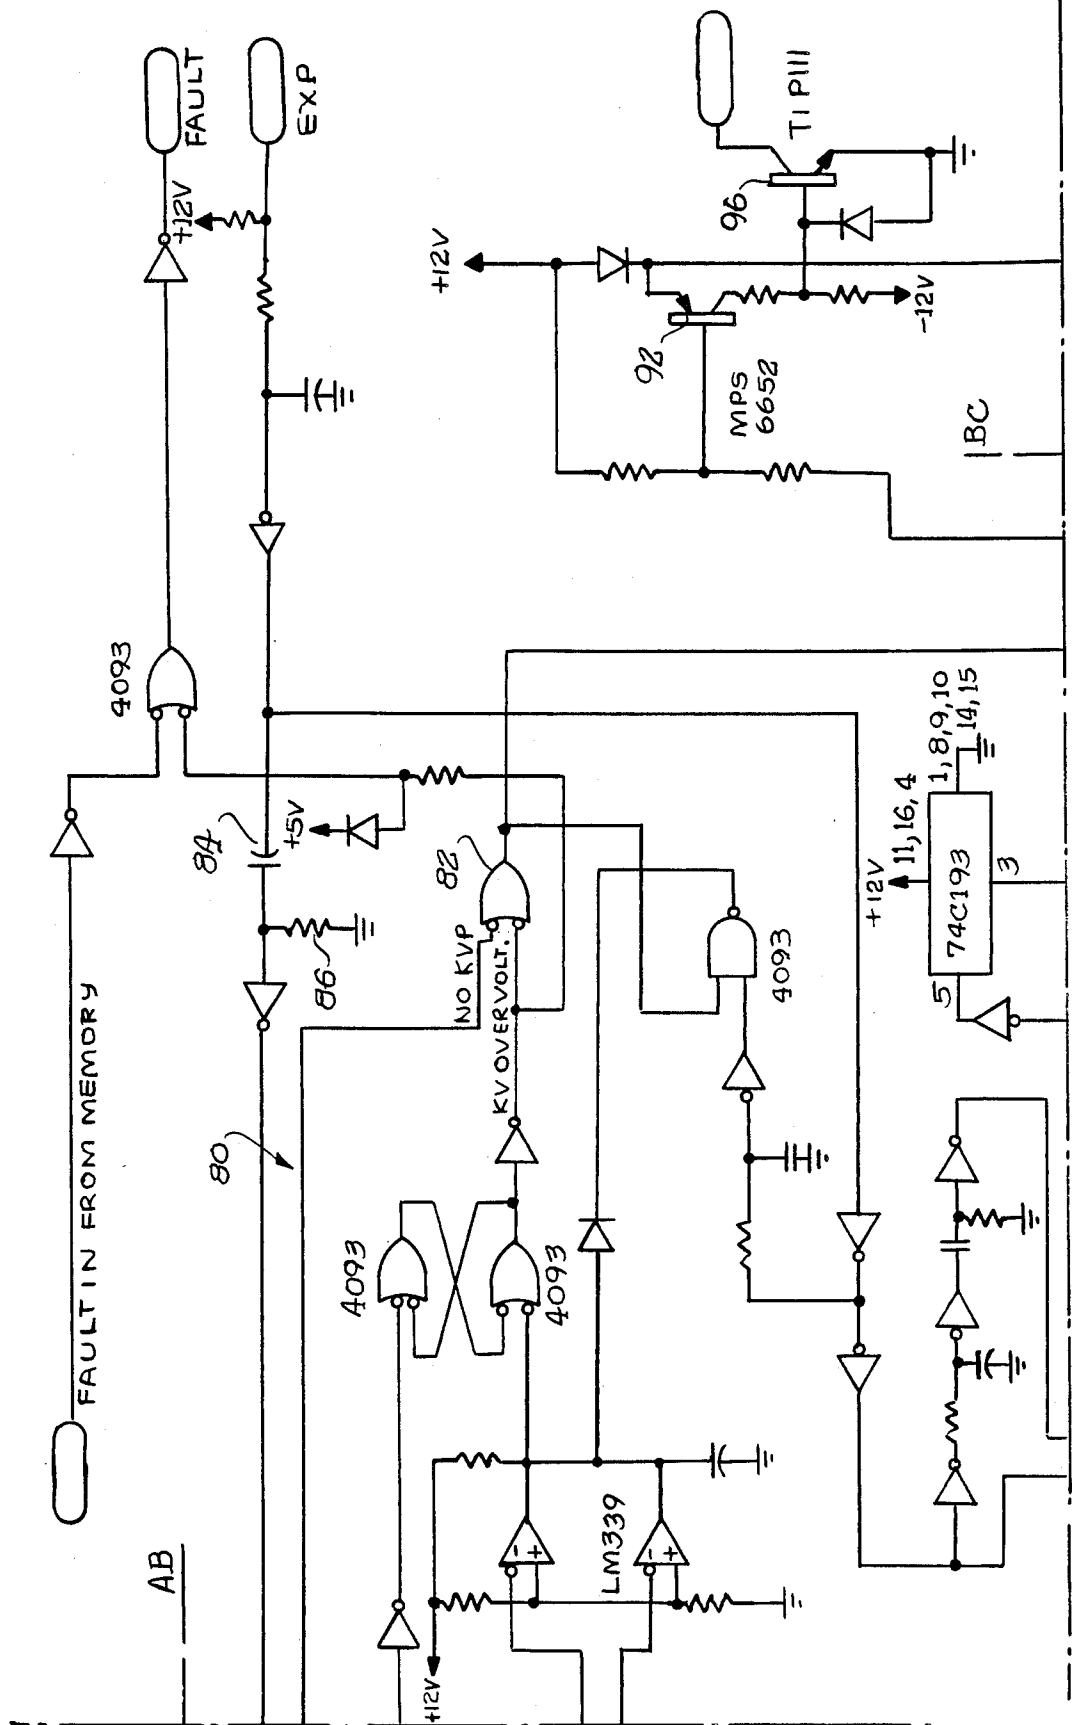 FAULT
EXP
+12V
4093
FAULT IN FROM MEMORY
AB
84
+5V
86
80
82
NO KVP
KV OVERVOLT.
4093
4093
4093
+12V
LM339
-
+
-
+
+12V
92
MPS
6652
-12V
96
TIP111
BC
+12V
11,16,4
1,8,9,10
14,15
74C193
5
3